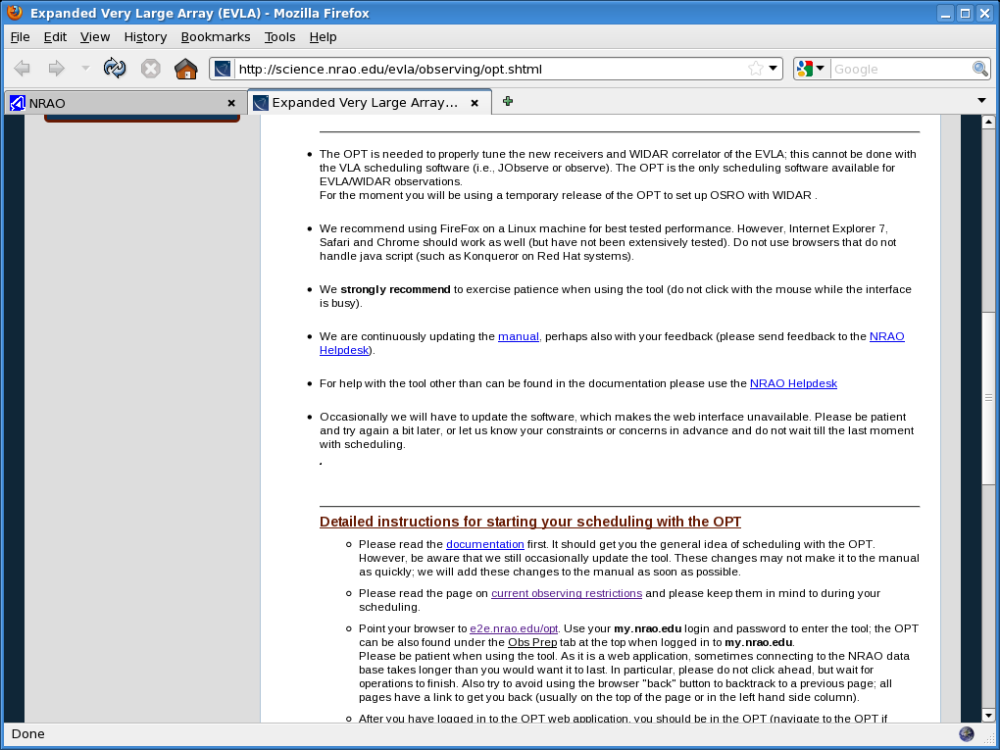 Expanded Very Large Array (EVLA) - Mozilla Firefox
File Edit View History Bookmarks Tools Help
http://science.nrao.edu/evla/observing/opt.shtml
Google
NRAO
Expanded Very Large Array...
The OPT is needed to properly tune the new receivers and WIDAR correlator of the EVLA; this cannot be done with
the VLA scheduling software (i.e., JObserve or observe). The OPT is the only scheduling software available for
EVLA/WIDAR observations.
For the moment you will be using a temporary release of the OPT to set up OSRO with WIDAR .
We recommend using FireFox on a Linux machine for best tested performance. However, Internet Explorer 7,
Safari and Chrome should work as well (but have not been extensively tested). Do not use browsers that do not
handle java script (such as Konqueror on Red Hat systems).
We strongly recommend to exercise patience when using the tool (do not click with the mouse while the interface
is busy).
We are continuously updating the manual, perhaps also with your feedback (please send feedback to the NRAO
Helpdesk).
For help with the tool other than can be found in the documentation please use the NRAO Helpdesk
Occasionally we will have to update the software, which makes the web interface unavailable. Please be patient
and try again a bit later, or let us know your constraints or concerns in advance and do not wait till the last moment
with scheduling.
.
Detailed instructions for starting your scheduling with the OPT
Please read the documentation first. It should get you the general idea of scheduling with the OPT.
However, be aware that we still occasionally update the tool. These changes may not make it to the manual
as quickly; we will add these changes to the manual as soon as possible.
Please read the page on current observing restrictions and please keep them in mind to during your
scheduling.
Point your browser to e2e.nrao.edu/opt. Use your my.nrao.edu login and password to enter the tool; the OPT
can be also found under the Obs Prep tab at the top when logged in to my.nrao.edu.
Please be patient when using the tool. As it is a web application, sometimes connecting to the NRAO data
base takes longer than you would want it to last. In particular, please do not click ahead, but wait for
operations to finish. Also try to avoid using the browser "back" button to backtrack to a previous page; all
pages have a link to get you back (usually on the top of the page or in the left hand side column).
After you have logged in to the OPT web application, you should be in the OPT (navigate to the OPT if
Done